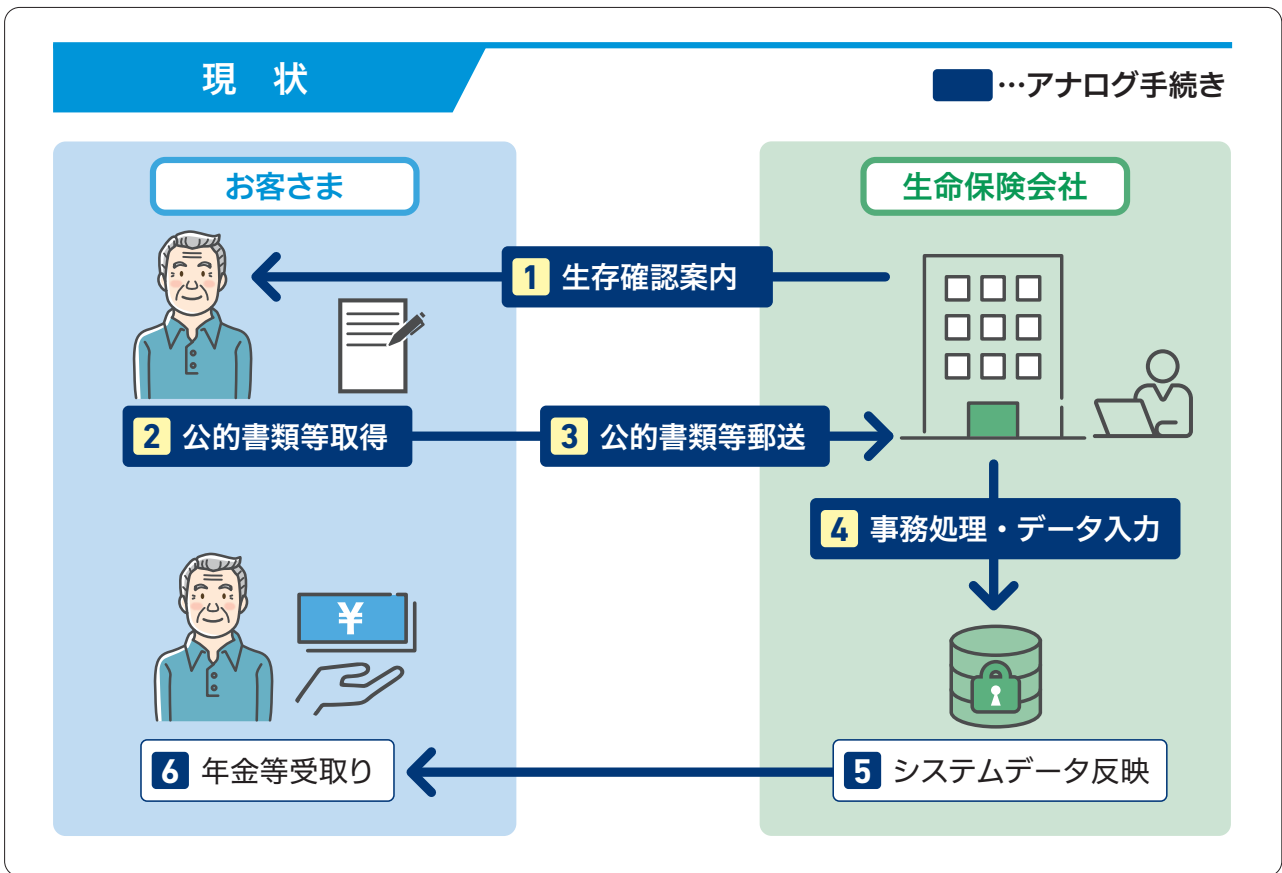 現 状
…アナログ手続き
お客さま
生命保険会社
1 生存確認案内
2 公的書類等取得
3 公的書類等郵送
4 事務処理・データ入力
¥
6 年金等受取り
5 システムデータ反映